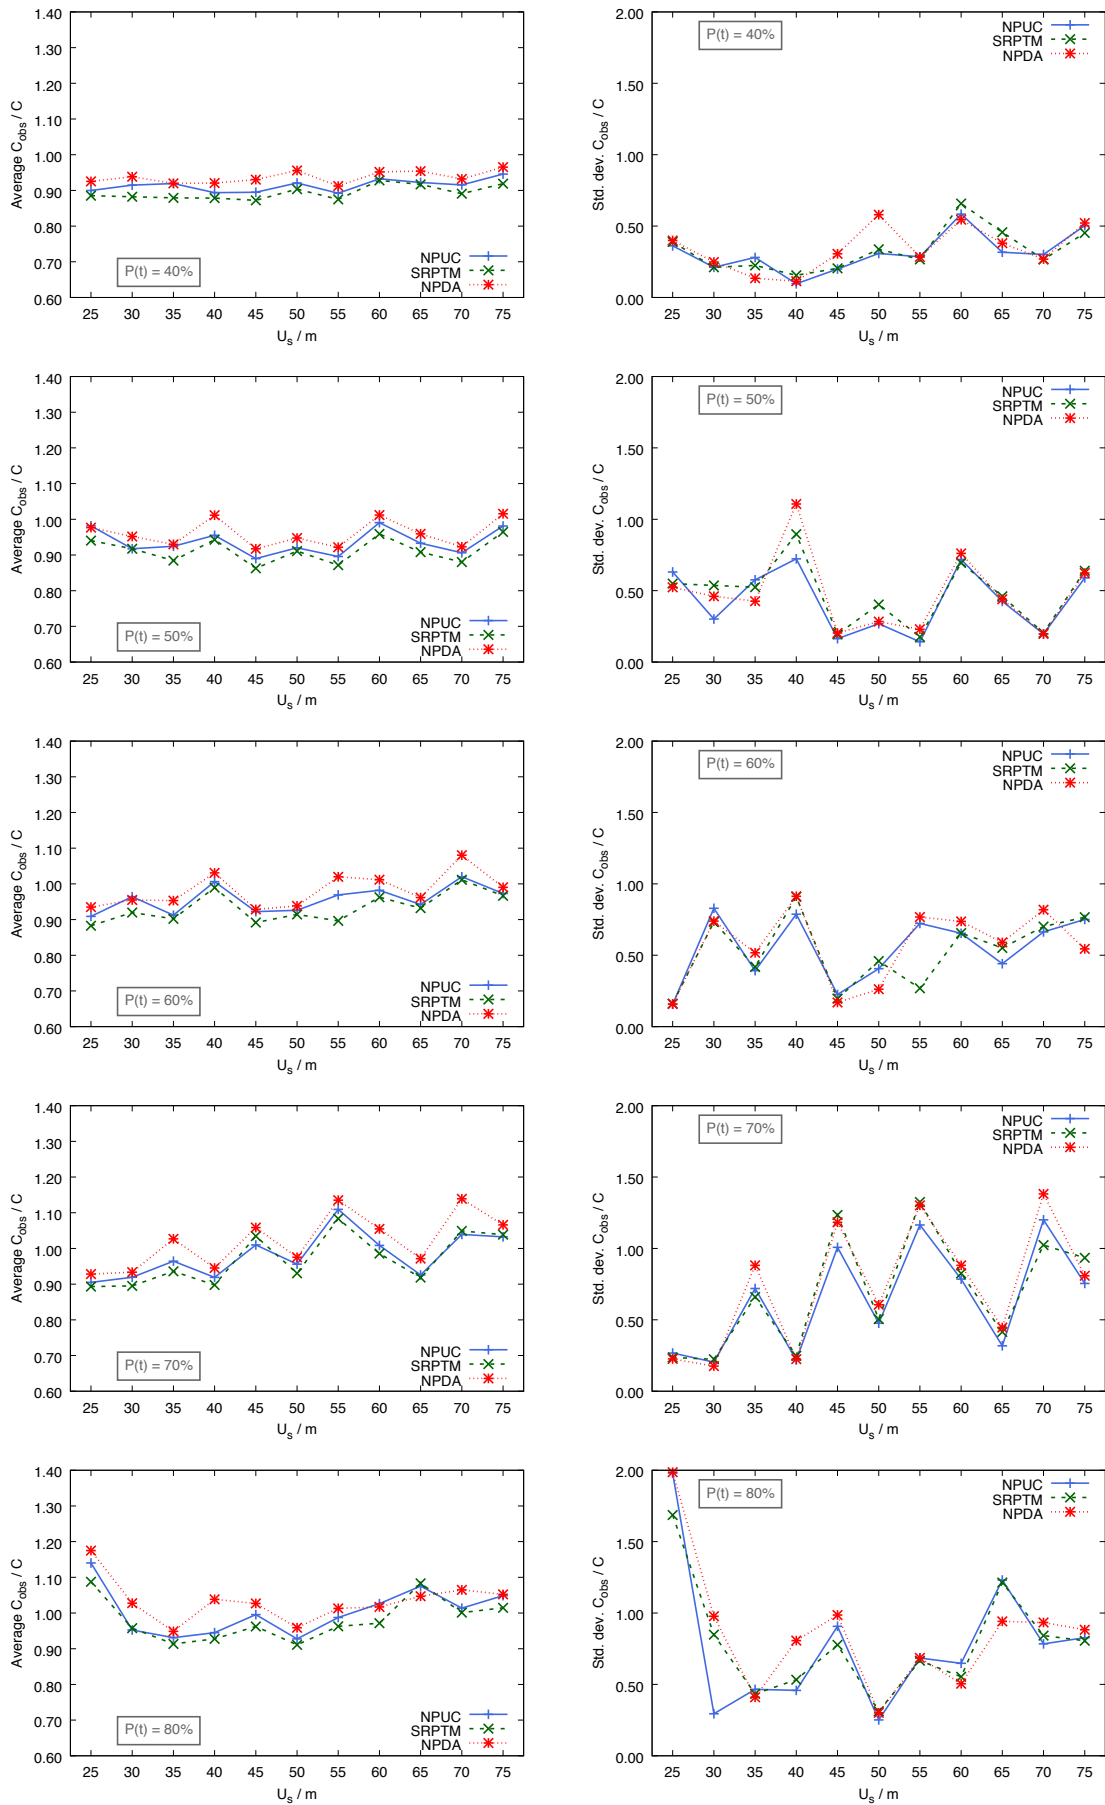 1.40
1.30
1.20
1.10
1.00
0.90
0.80
0.70
0.60
Average C_obs / C
P(t) = 40%
NPUC
SRPTM
NPDA
25 30 35 40 45 50 55 60 65 70 75
U_s / m
2.00
1.50
1.00
0.50
0.00
Std. dev. C_obs / C
P(t) = 40%
NPUC
SRPTM
NPDA
25 30 35 40 45 50 55 60 65 70 75
U_s / m
1.40
1.30
1.20
1.10
1.00
0.90
0.80
0.70
0.60
Average C_obs / C
P(t) = 50%
NPUC
SRPTM
NPDA
25 30 35 40 45 50 55 60 65 70 75
U_s / m
2.00
1.50
1.00
0.50
0.00
Std. dev. C_obs / C
P(t) = 50%
NPUC
SRPTM
NPDA
25 30 35 40 45 50 55 60 65 70 75
U_s / m
1.40
1.30
1.20
1.10
1.00
0.90
0.80
0.70
0.60
Average C_obs / C
P(t) = 60%
NPUC
SRPTM
NPDA
25 30 35 40 45 50 55 60 65 70 75
U_s / m
2.00
1.50
1.00
0.50
0.00
Std. dev. C_obs / C
P(t) = 60%
NPUC
SRPTM
NPDA
25 30 35 40 45 50 55 60 65 70 75
U_s / m
1.40
1.30
1.20
1.10
1.00
0.90
0.80
0.70
0.60
Average C_obs / C
P(t) = 70%
NPUC
SRPTM
NPDA
25 30 35 40 45 50 55 60 65 70 75
U_s / m
2.00
1.50
1.00
0.50
0.00
Std. dev. C_obs / C
P(t) = 70%
NPUC
SRPTM
NPDA
25 30 35 40 45 50 55 60 65 70 75
U_s / m
1.40
1.30
1.20
1.10
1.00
0.90
0.80
0.70
0.60
Average C_obs / C
P(t) = 80%
NPUC
SRPTM
NPDA
25 30 35 40 45 50 55 60 65 70 75
U_s / m
2.00
1.50
1.00
0.50
0.00
Std. dev. C_obs / C
P(t) = 80%
NPUC
SRPTM
NPDA
25 30 35 40 45 50 55 60 65 70 75
U_s / m